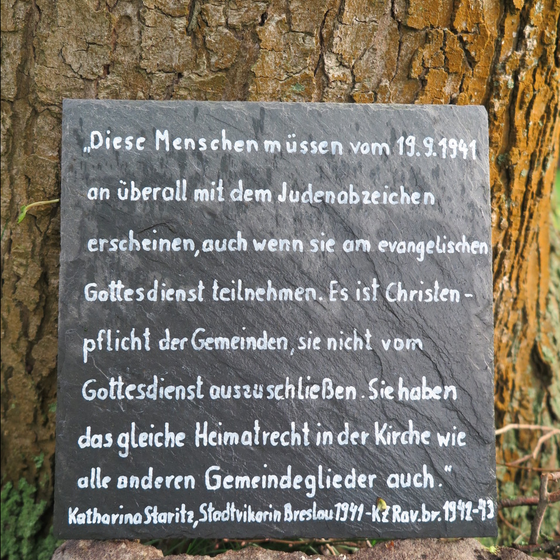 „Diese Menschen müssen vom 19.9.1941
an überall mit dem Judenabzeichen
erscheinen, auch wenn sie am evangelischen
Gottesdienst teilnehmen. Es ist Christen-
pflicht der Gemeinden, sie nicht vom
Gottesdienst auszuschließen. Sie haben
das gleiche Heimatrecht in der Kirche wie
alle anderen Gemeindeglieder auch."
Katharina Staritz, Stadtvikarin Breslau 1941-KZ Rav.br. 1942-43